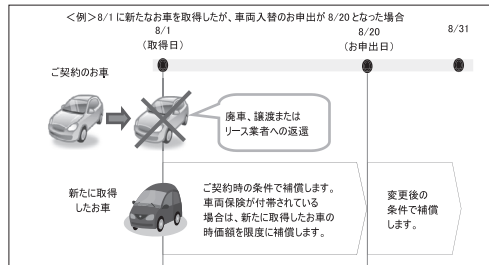 ＜例＞8/1 に新たなお車を取得したが、車両入替のお申出が 8/20 となった場合
8/1
（取得日）
8/20
（お申出日）
8/31
ご契約のお車
廃車、譲渡または
リース業者への返還
新たに取得
したお車
ご契約時の条件で補償します。
車両保険が付帯されている
場合は、新たに取得したお車の
時価額を限度に補償します。
変更後の
条件で補償
します。